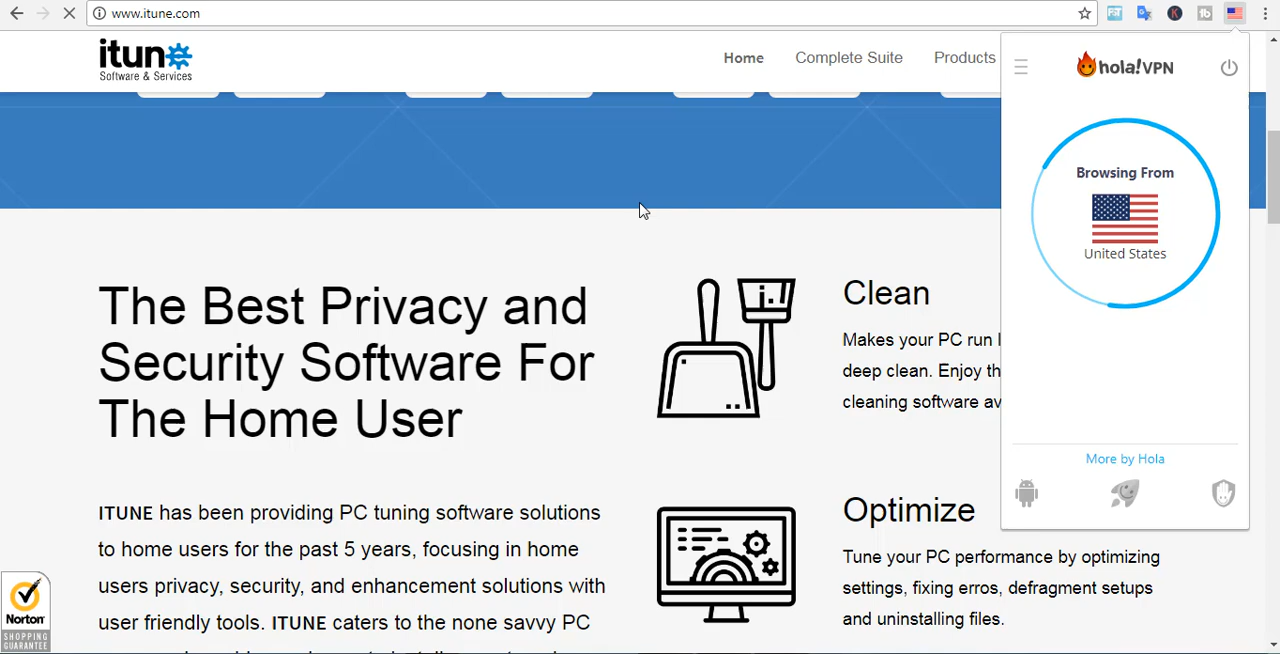 www.itune.com
itune
Software & Services
Home Complete Suite Products
hola!VPN
Browsing From
United States
More by Hola
The Best Privacy and
Security Software For
The Home User
ITUNE has been providing PC tuning software solutions
to home users for the past 5 years, focusing in home
users privacy, security, and enhancement solutions with
user friendly tools. ITUNE caters to the none savvy PC
Clean
Makes your PC run
deep clean. Enjoy
cleaning software
Optimize
Tune your PC performance by optimizing
settings, fixing erros, defragment setups
and uninstalling files.
Norton
SHOPPING
GUARANTEE